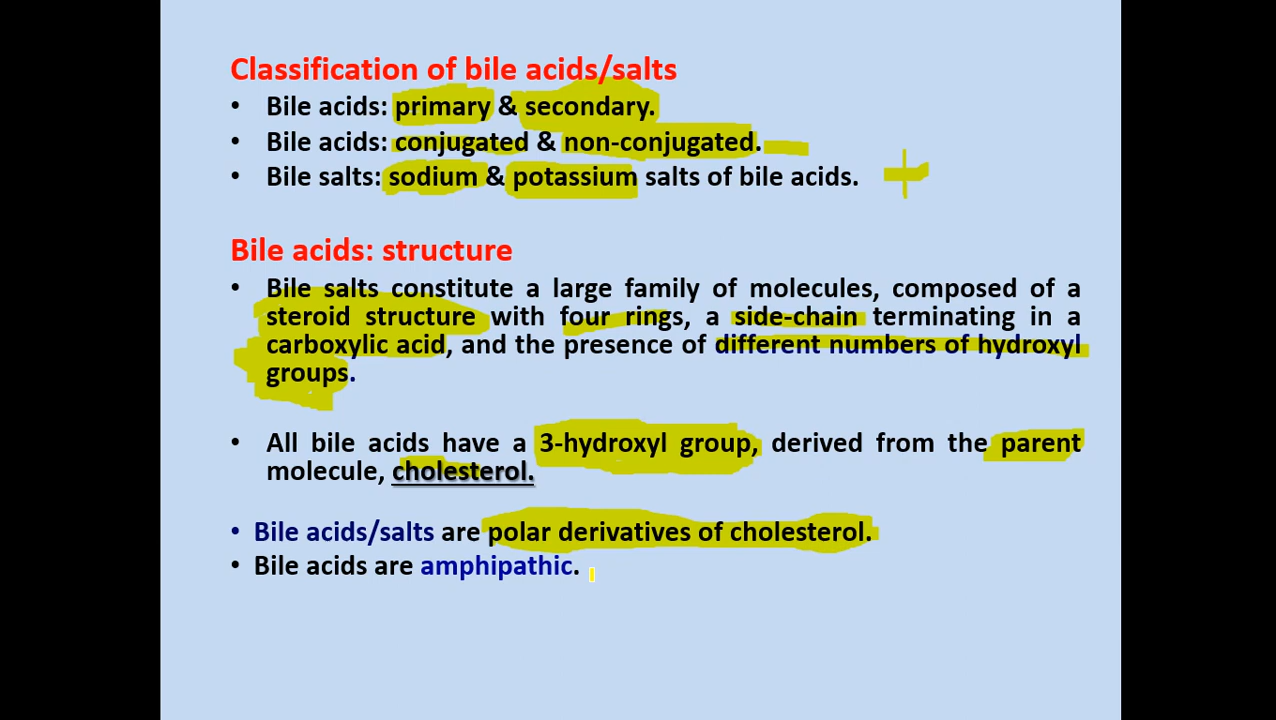 Classification of bile acids/salts
• Bile acids: primary & secondary.
• Bile acids: conjugated & non-conjugated.
• Bile salts: sodium & potassium salts of bile acids.
Bile acids: structure
• Bile salts constitute a large family of molecules, composed of a
steroid structure with four rings, a side-chain terminating in a
carboxylic acid, and the presence of different numbers of hydroxyl
groups.
• All bile acids have a 3-hydroxyl group, derived from the parent
molecule, cholesterol.
• Bile acids/salts are polar derivatives of cholesterol.
• Bile acids are amphipathic.